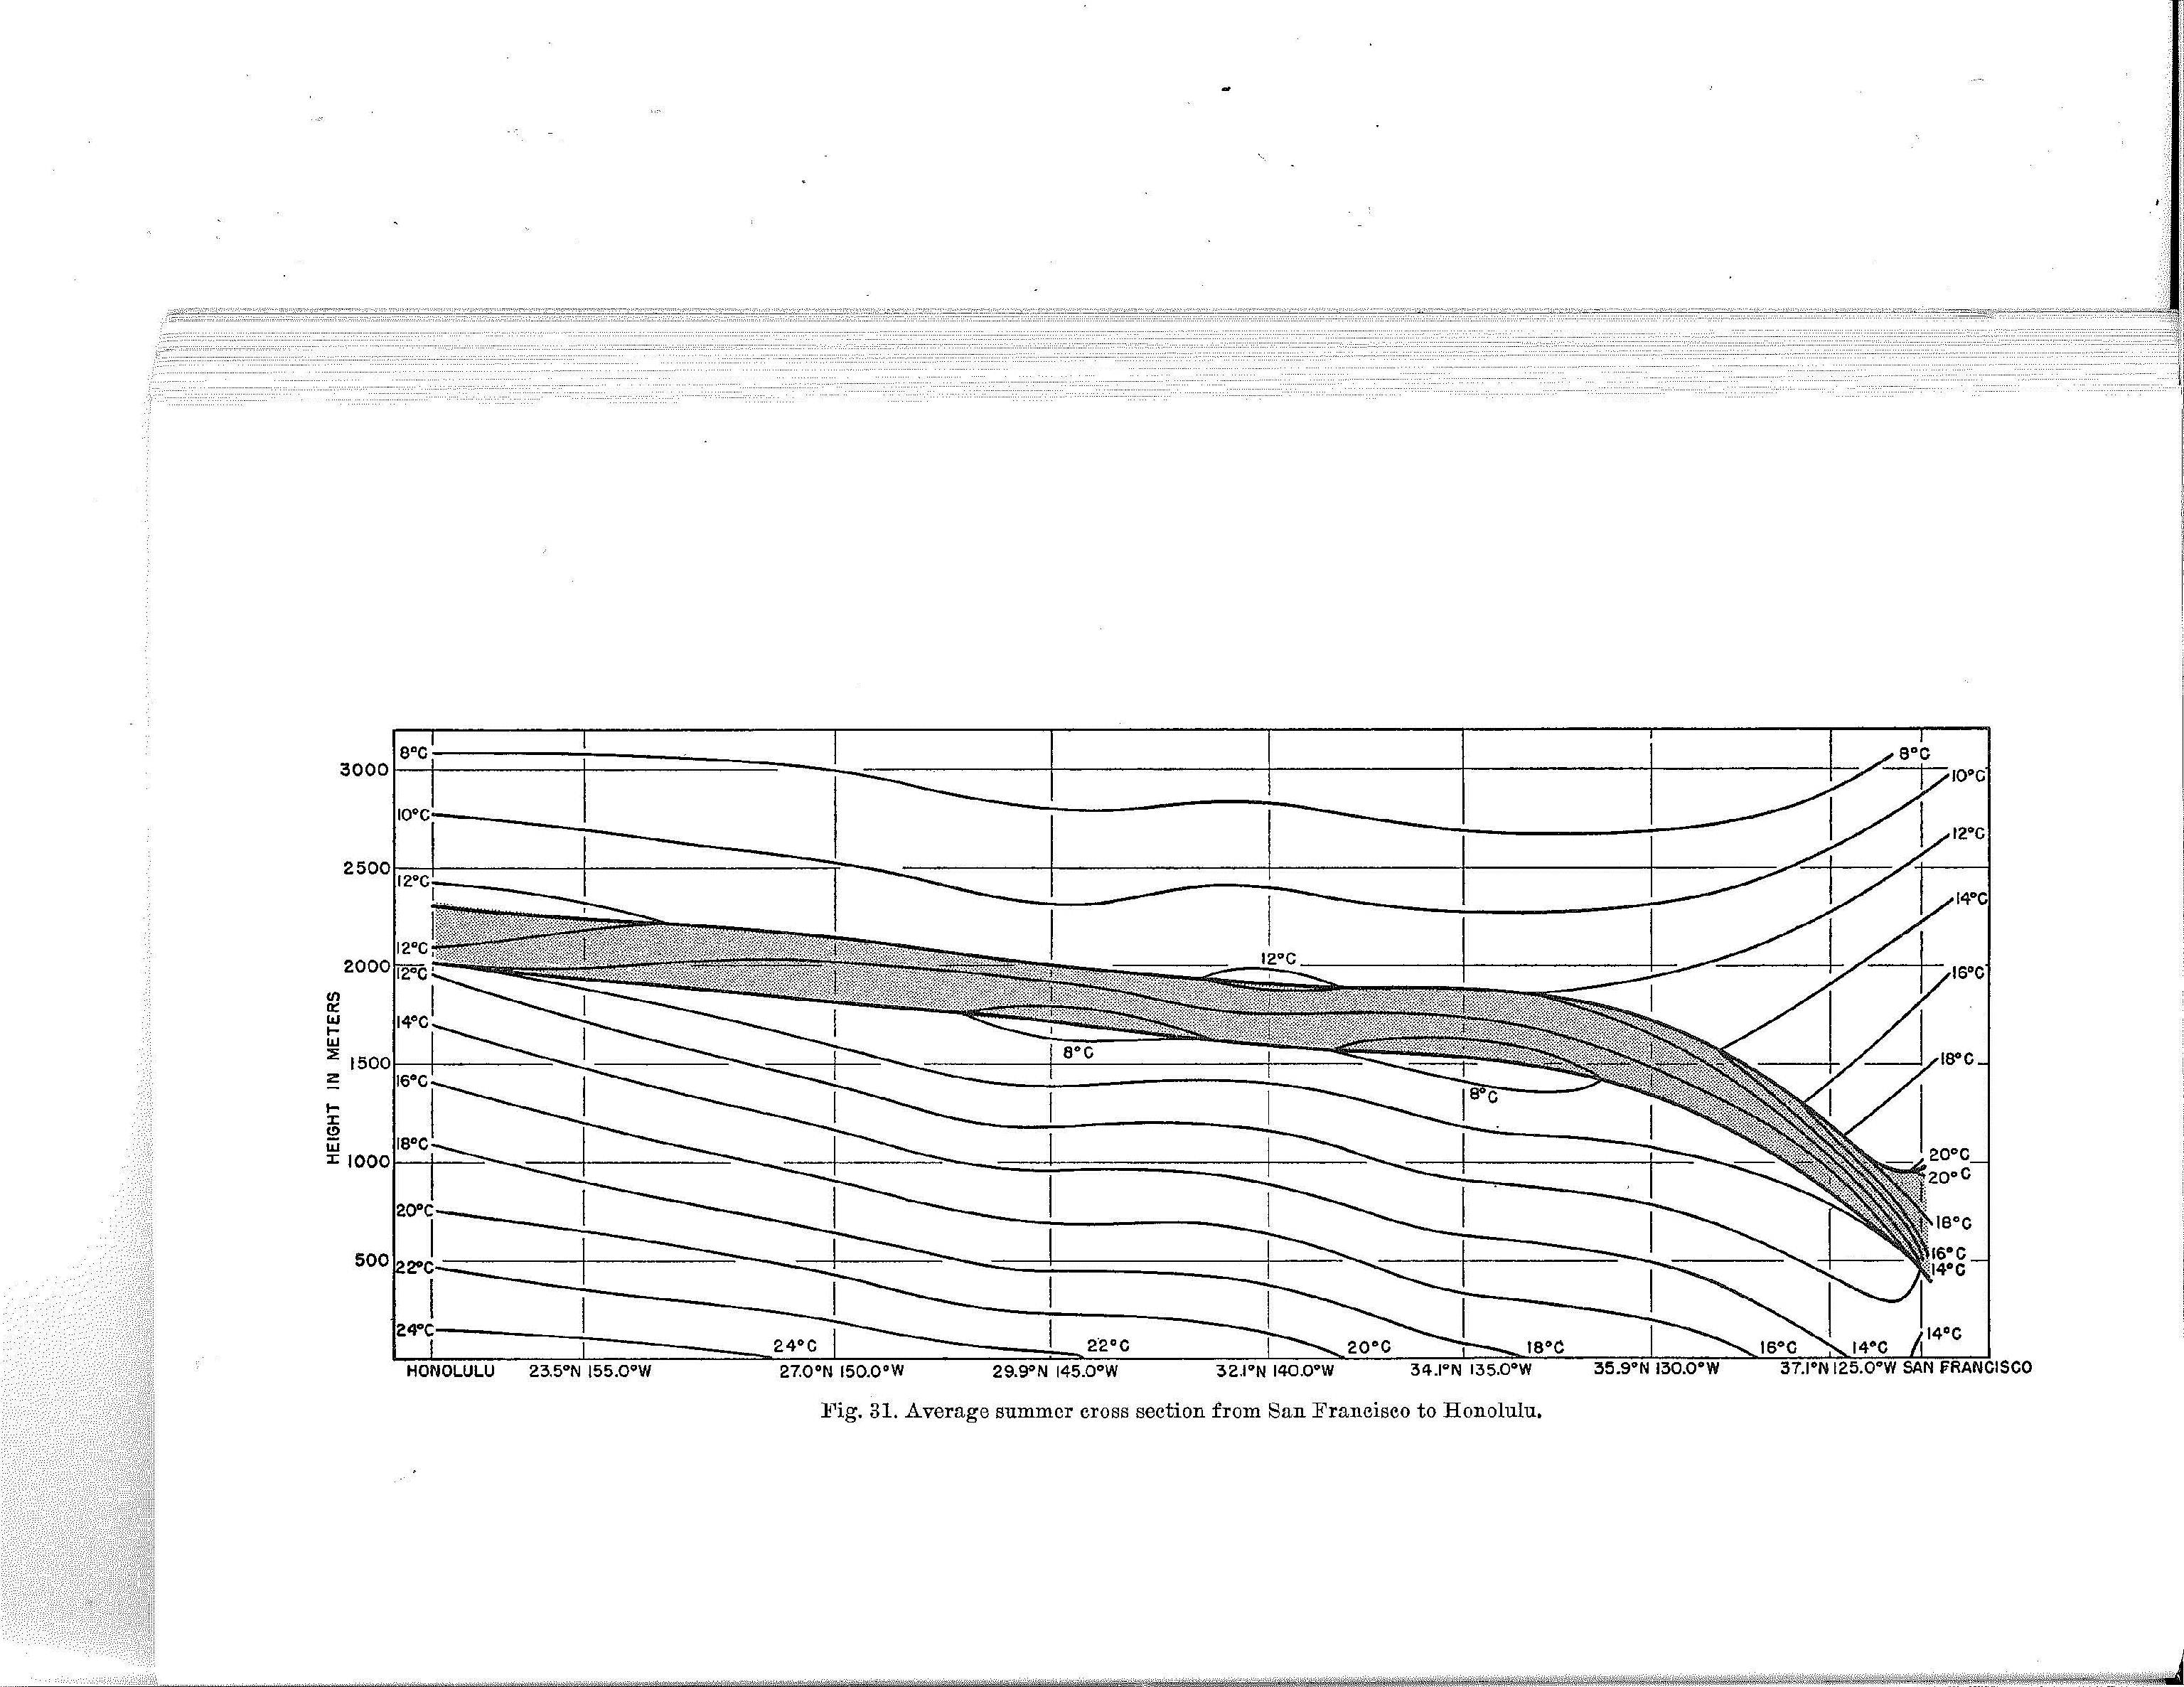 8°C
3000
10°C
2500
12°C
12°C
2000
12°C
14°C
1500
16°C
18°C
1000
20°C
500
22°C
24°C
HEIGHT IN METERS
12°C
8°C
8°C
8°C
10°C
12°C
14°C
16°C
18°C
20°C
20°C
18°C
16°C
14°C
14°C
24°C
22°C
20°C
18°C
16°C
14°C
HONOLULU 23.5°N 155.0°W 27.0°N 150.0°W 29.9°N 145.0°W 32.1°N 140.0°W 34.1°N 135.0°W 35.9°N 130.0°W 37.1°N 125.0°W SAN FRANCISCO
Fig. 31. Average summer cross section from San Francisco to Honolulu.